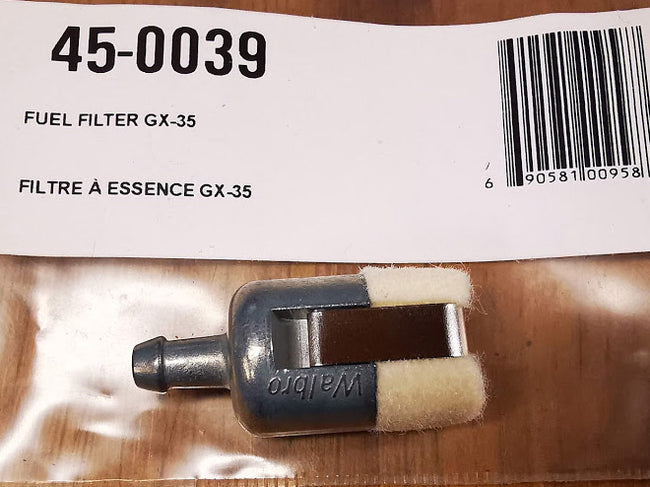 45-0039
FUEL FILTER GX-35
FILTRE À ESSENCE GX-35
6 90581 00958
Walbro